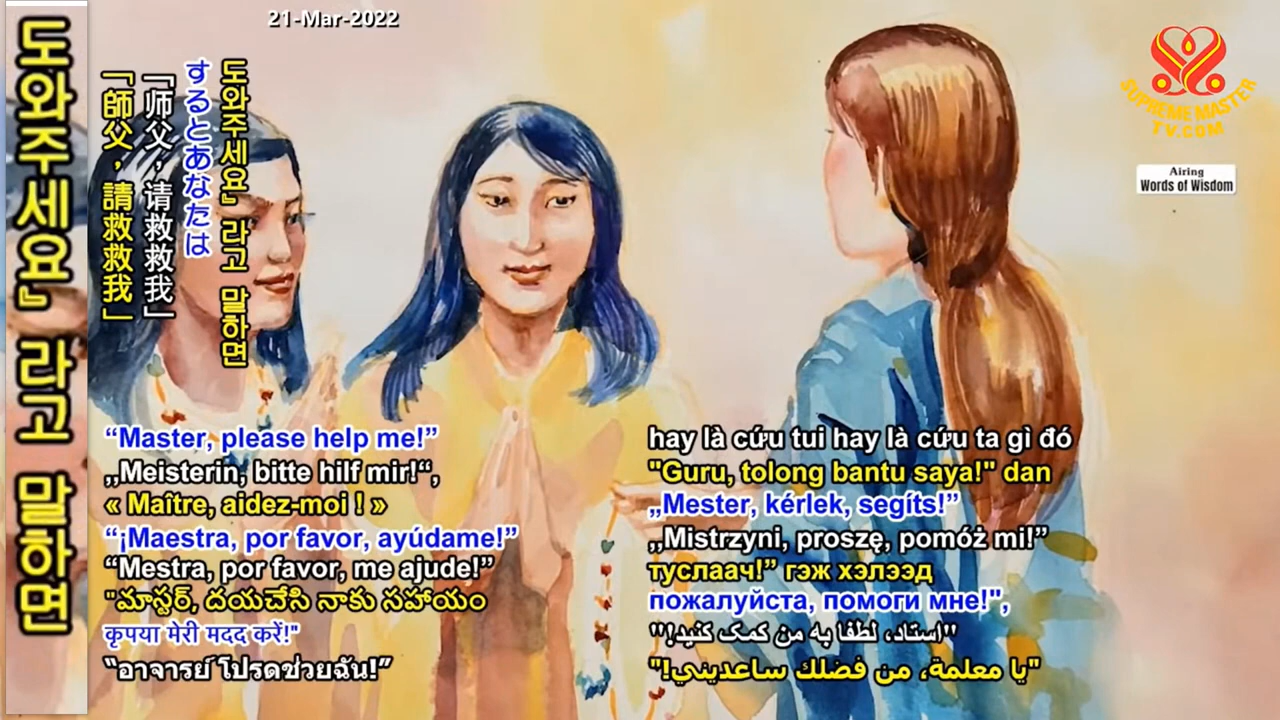 21-Mar-2022
도와주세요』 라고 말하면
「師父，請救救我」
「师父，请救救我」
するとあなたは
도와주세요』 라고 말하면
SUPREME MASTER
TV.COM
Airing
Words of Wisdom
“Master, please help me!”
„Meisterin, bitte hilf mir!“,
« Maître, aidez-moi ! »
“¡Maestra, por favor, ayúdame!”
“Mestra, por favor, me ajude!”
"మాస్టర్, దయచేసి నాకు సహాయం
कृपया मेरी मदद करें!"
“อาจารย์ โปรดช่วยฉัน!”
hay là cứu tui hay là cứu ta gì đó
"Guru, tolong bantu saya!" dan
„Mester, kérlek, segíts!”
„Mistrzyni, proszę, pomóż mi!”
туслаач!” гэж хэлээд
пожалуйста, помоги мне!",
"استاد، لطفا به من کمک کنید!"
"يا معلمة، من فضلك ساعديني!"